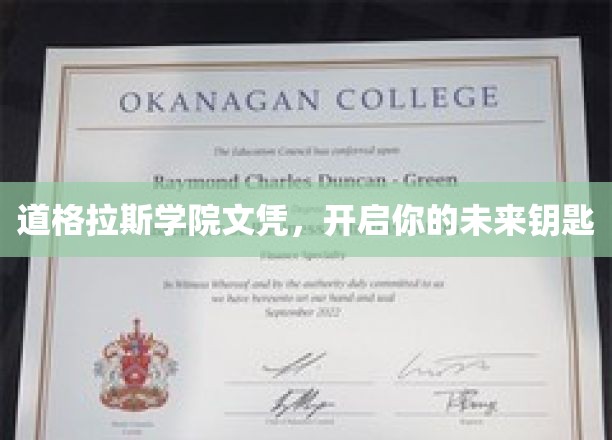 OKANAGAN COLLEGE
The Education Council has conferred upon
Raymond Charles Duncan - Green
道格拉斯学院文凭，开启你的未来钥匙
Finance Specialty
In Witness Whereof and by the authority duly committed to us
we have hereunto set our hand and seal
September 2022